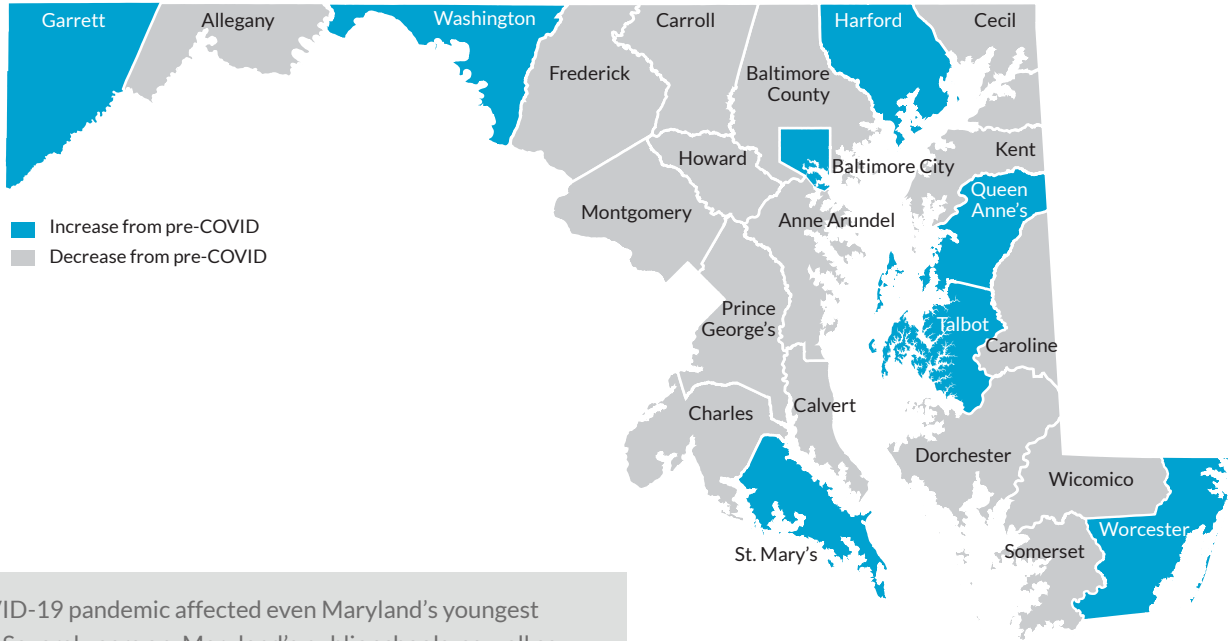 Garrett
Allegany
Washington
Carroll
Harford
Cecil
Frederick
Baltimore
County
Howard
Baltimore City
Kent
Queen
Anne's
Montgomery
Anne Arundel
Increase from pre-COVID
Decrease from pre-COVID
Prince
George's
Talbot
Caroline
Charles
Calvert
Dorchester
Wicomico
Worcester
St. Mary's
Somerset
VID-19 pandemic affected even Maryland's youngest